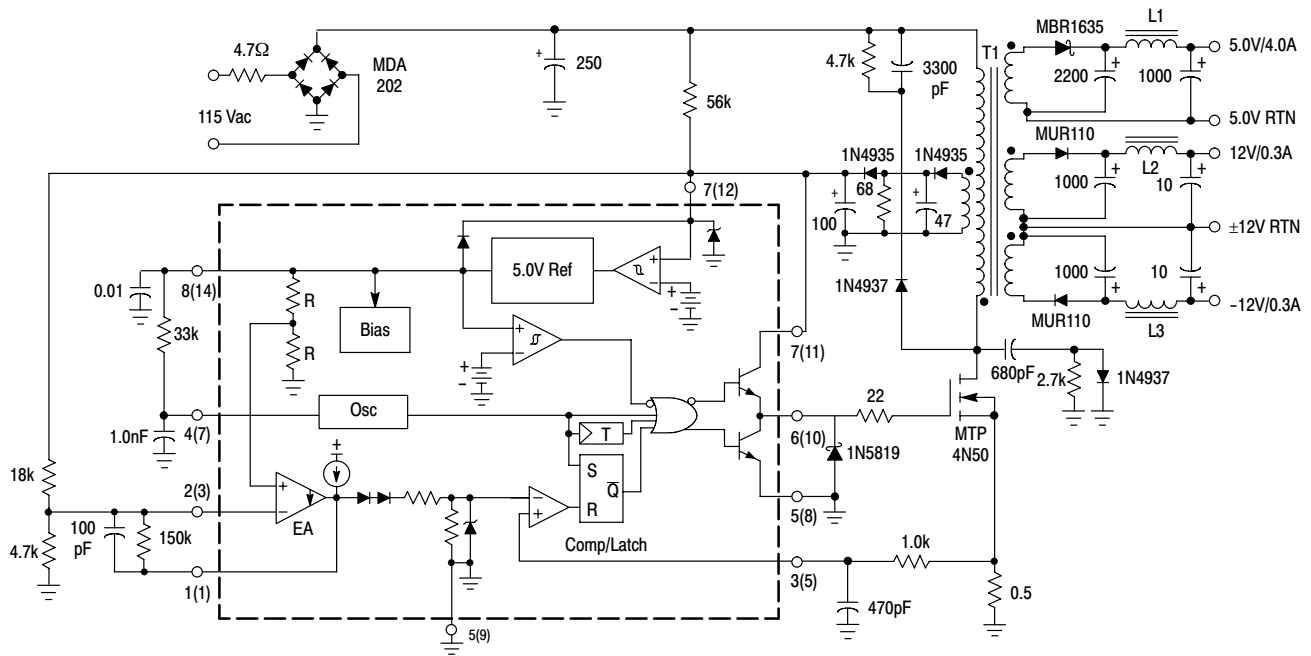 4.7Ω
MDA
202
115 Vac
+
250
56k
4.7k
3300
pF
T1
MBR1635
L1
+
2200
+
1000
5.0V/4.0A
5.0V RTN
MUR110
+
1000
L2
+
10
12V/0.3A
±12V RTN
+
1000
+
10
MUR110
L3
–12V/0.3A
1N4935
1N4935
68
+
100
+
47
7(12)
0.01
8(14)
33k
R
R
Bias
5.0V Ref
+
–
+
–
1N4937
680pF
2.7k
1N4937
+
–
+
–
7(11)
Osc
1.0nF
4(7)
T
22
6(10)
1N5819
MTP
4N50
18k
2(3)
+
–
EA
+
S
R
Q̅
–
+
Comp/Latch
5(8)
100
pF
150k
4.7k
1(1)
1.0k
3(5)
470pF
0.5
5(9)